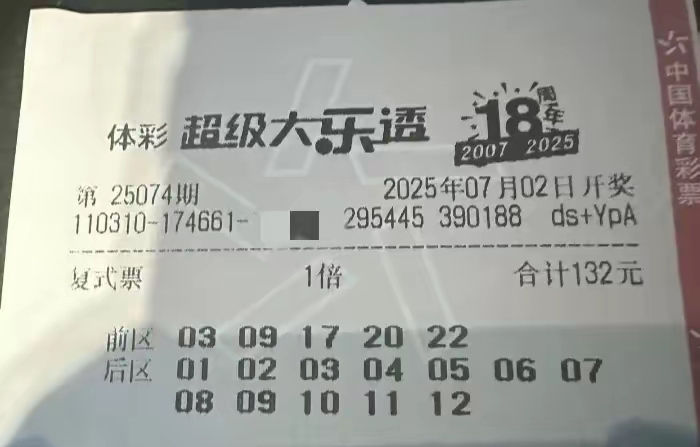 体彩 超级大乐透 18周年
2007 2025
第 25074期 2025年07月02日开奖
110310-174661- 295445 390188 ds+YpA
复式票 1倍 合计132元
前区 03 09 17 20 22
后区 01 02 03 04 05 06 07
08 09 10 11 12
中国体育彩票